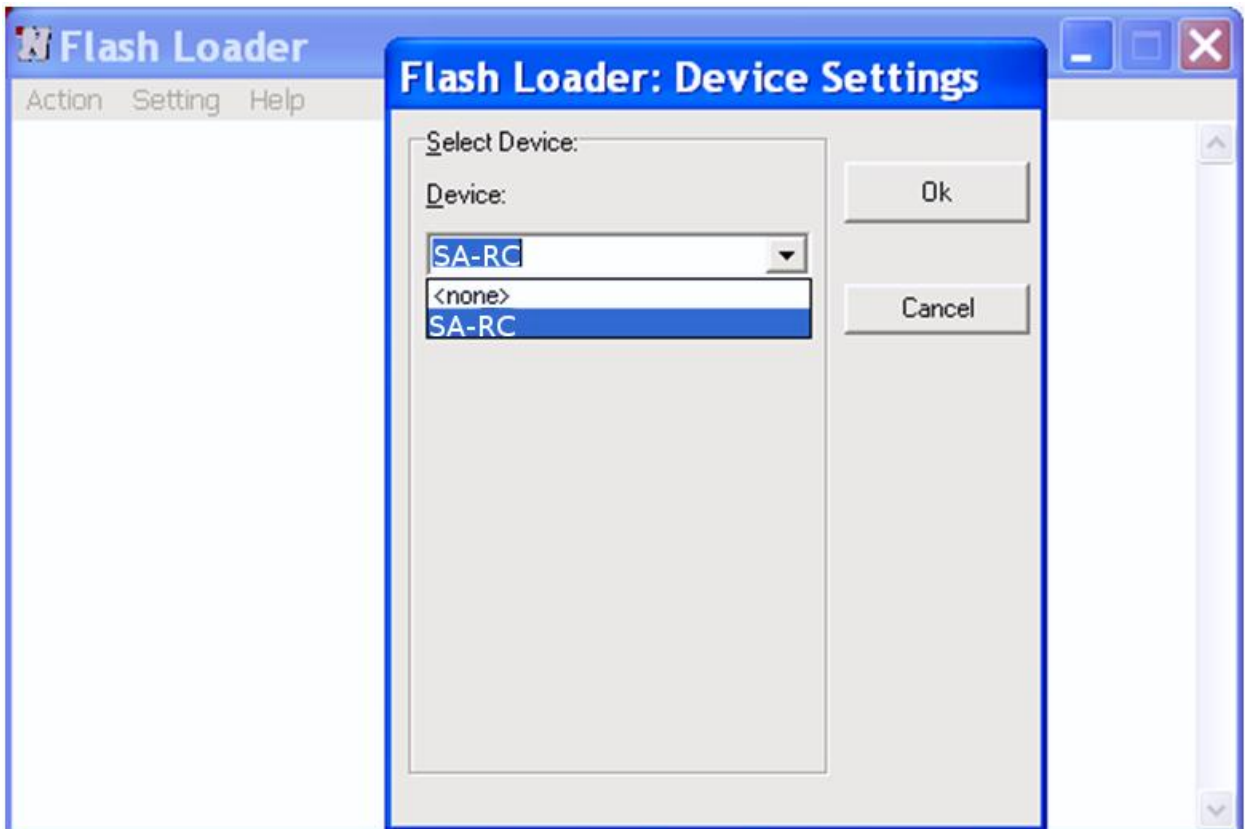 Flash Loader
Action Setting Help
Flash Loader: Device Settings
Select Device:
Device:
SA-RC
<none>
SA-RC
Ok
Cancel